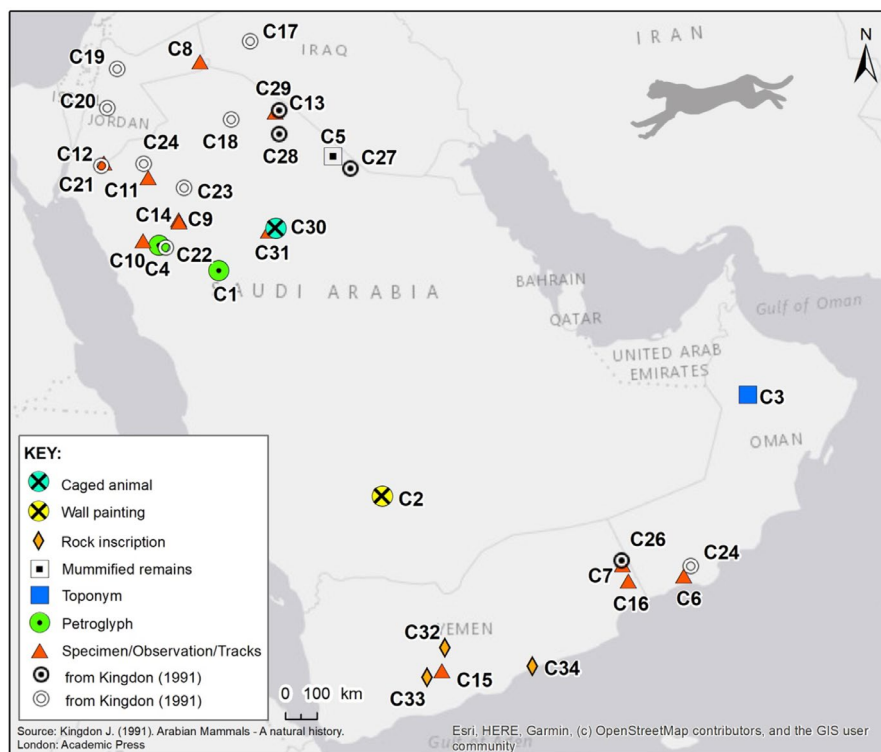 C17
IRAQ
IRAN
N
C8
C19
C29
C13
C20
JORDAN
C18
C5
C28
C27
C12
C24
C21
C11
C23
C14
C9
C30
C10
C22
C31
C4
C1
SAUDI ARABIA
BAHRAIN
QATAR
Gulf of Oman
UNITED ARAB
EMIRATES
C3
OMAN
KEY:
Caged animal
Wall painting
Rock inscription
Mummified remains
Toponym
Petroglyph
Specimen/Observation/Tracks
from Kingdon (1991)
from Kingdon (1991)
C2
C26
C24
C7
C16
C6
C32
YEMEN
C15
C33
C34
0 100 km
Source: Kingdon J. (1991). Arabian Mammals - A natural history.
London: Academic Press
Gulf of Aden
Esri, HERE, Garmin, (c) OpenStreetMap contributors, and the GIS user
community